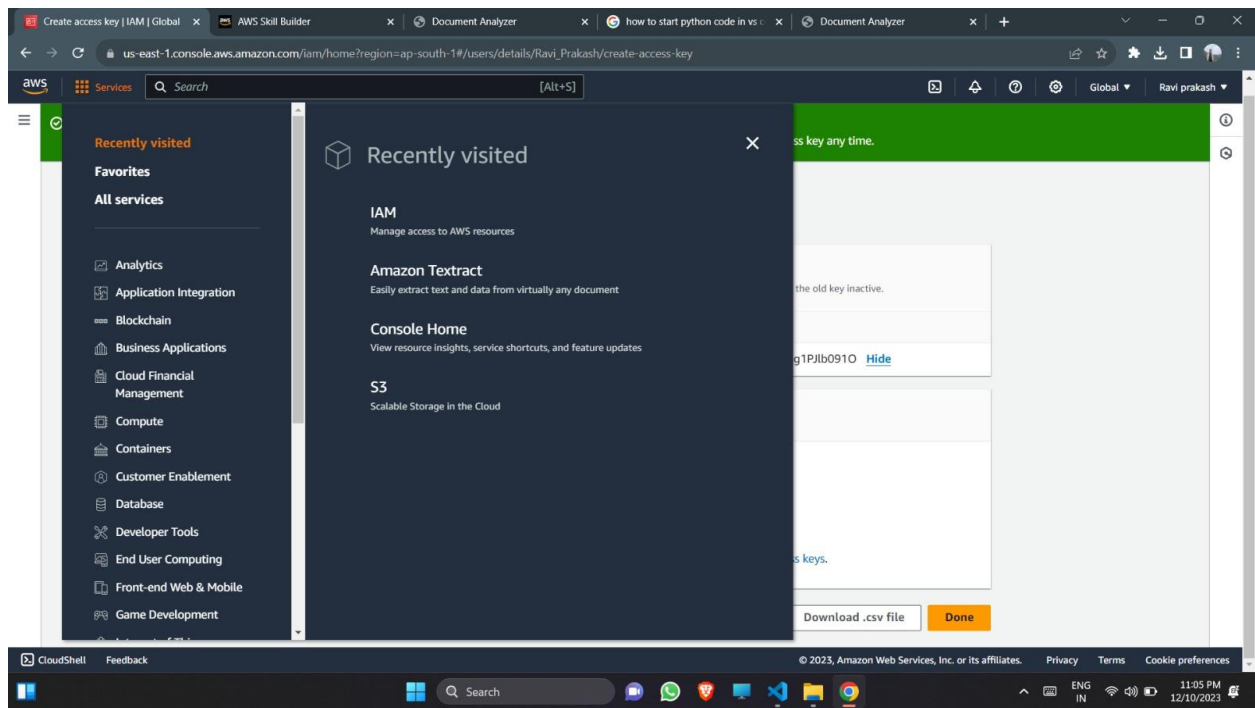 Create access key | IAM | Global
AWS Skill Builder
Document Analyzer
how to start python code in vs c
Document Analyzer
us-east-1.console.aws.amazon.com/iam/home?region=ap-south-1#/users/details/Ravi_Prakash/create-access-key
aws
Services
Search
[Alt+S]
Global
Ravi prakash
Recently visited
Favorites
All services
Analytics
Application Integration
Blockchain
Business Applications
Cloud Financial
Management
Compute
Containers
Customer Enablement
Database
Developer Tools
End User Computing
Front-end Web & Mobile
Game Development
Recently visited
IAM
Manage access to AWS resources
Amazon Textract
Easily extract text and data from virtually any document
Console Home
View resource insights, service shortcuts, and feature updates
S3
Scalable Storage in the Cloud
ss key any time.
the old key inactive.
g1PJlb091O Hide
s keys.
Download .csv file
Done
CloudShell
Feedback
© 2023, Amazon Web Services, Inc. or its affiliates.
Privacy
Terms
Cookie preferences
Search
ENG
IN
11:05 PM
12/10/2023